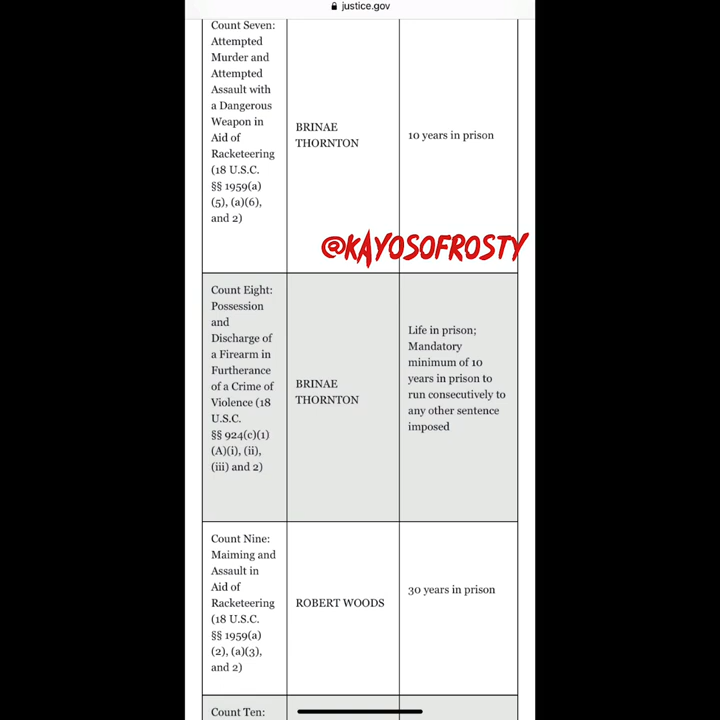 justice.gov
Count Seven:
Attempted
Murder and
Attempted
Assault with
a Dangerous
Weapon in
Aid of
Racketeering
(18 U.S.C.
§§ 1959(a)
(5), (a)(6),
and 2)
BRINAE
THORNTON
10 years in prison
@KAYOSOFROSTY
Count Eight:
Possession
and
Discharge of
a Firearm in
Furtherance
of a Crime of
Violence (18
U.S.C.
§§ 924(c)(1)
(A)(i), (ii),
(iii) and 2)
BRINAE
THORNTON
Life in prison;
Mandatory
minimum of 10
years in prison to
run consecutively to
any other sentence
imposed
Count Nine:
Maiming and
Assault in
Aid of
Racketeering
(18 U.S.C.
§§ 1959(a)
(2), (a)(3),
and 2)
ROBERT WOODS
30 years in prison
Count Ten: